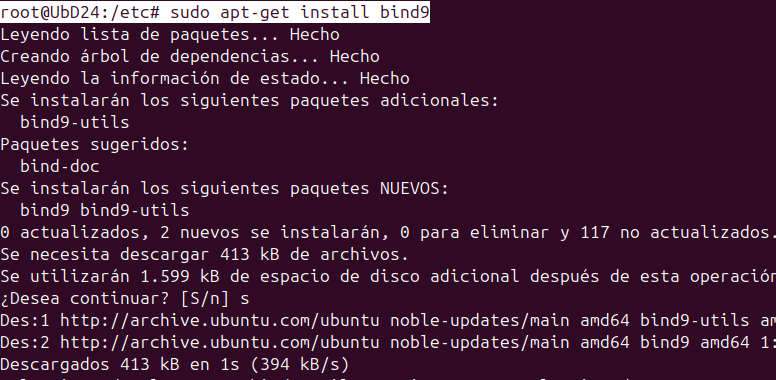 root@UbD24:/etc# sudo apt-get install bind9
Leyendo lista de paquetes... Hecho
Creando árbol de dependencias... Hecho
Leyendo la información de estado... Hecho
Se instalarán los siguientes paquetes adicionales:
  bind9-utils
Paquetes sugeridos:
  bind-doc
Se instalarán los siguientes paquetes NUEVOS:
  bind9 bind9-utils
0 actualizados, 2 nuevos se instalarán, 0 para eliminar y 117 no actualizados.
Se necesita descargar 413 kB de archivos.
Se utilizarán 1.599 kB de espacio de disco adicional después de esta operación
¿Desea continuar? [S/n] s
Des:1 http://archive.ubuntu.com/ubuntu noble-updates/main amd64 bind9-utils am
Des:2 http://archive.ubuntu.com/ubuntu noble-updates/main amd64 bind9 amd64 1:
Descargados 413 kB en 1s (394 kB/s)